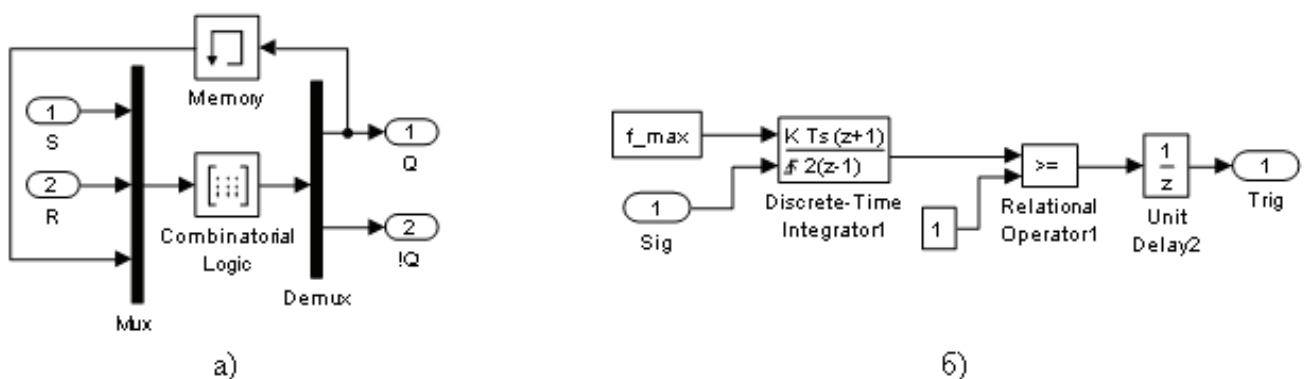 Memory
1
S
2
R
Mux
Combinatorial
Logic
Demux
1
Q
2
!Q
а)
f_max
1
Sig
K Ts (z+1)
2(z-1)
Discrete-Time
Integrator1
1
>=
Relational
Operator1
1
z
Unit
Delay2
1
Trig
б)